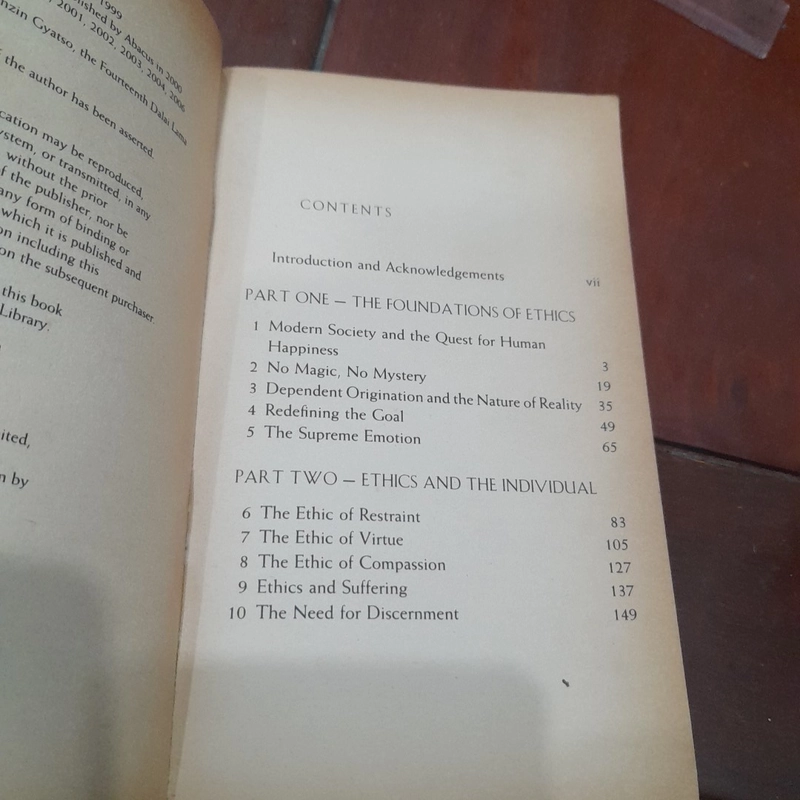 1999
ished by Abacus in 2000
2001, 2002, 2003, 2004, 2006
nzin Gyatso, the Fourteenth Dalai Lama
the author has been asserted.
cation may be reproduced,
ystem, or transmitted, in any
without the prior
f the publisher, nor be
any form of binding or
which it is published and
on including this
on the subsequent purchaser.
this book
Library.
ited,
n by
CONTENTS
Introduction and Acknowledgements vii
PART ONE – THE FOUNDATIONS OF ETHICS
1 Modern Society and the Quest for Human
Happiness 3
2 No Magic, No Mystery 19
3 Dependent Origination and the Nature of Reality 35
4 Redefining the Goal 49
5 The Supreme Emotion 65
PART TWO – ETHICS AND THE INDIVIDUAL
6 The Ethic of Restraint 83
7 The Ethic of Virtue 105
8 The Ethic of Compassion 127
9 Ethics and Suffering 137
10 The Need for Discernment 149